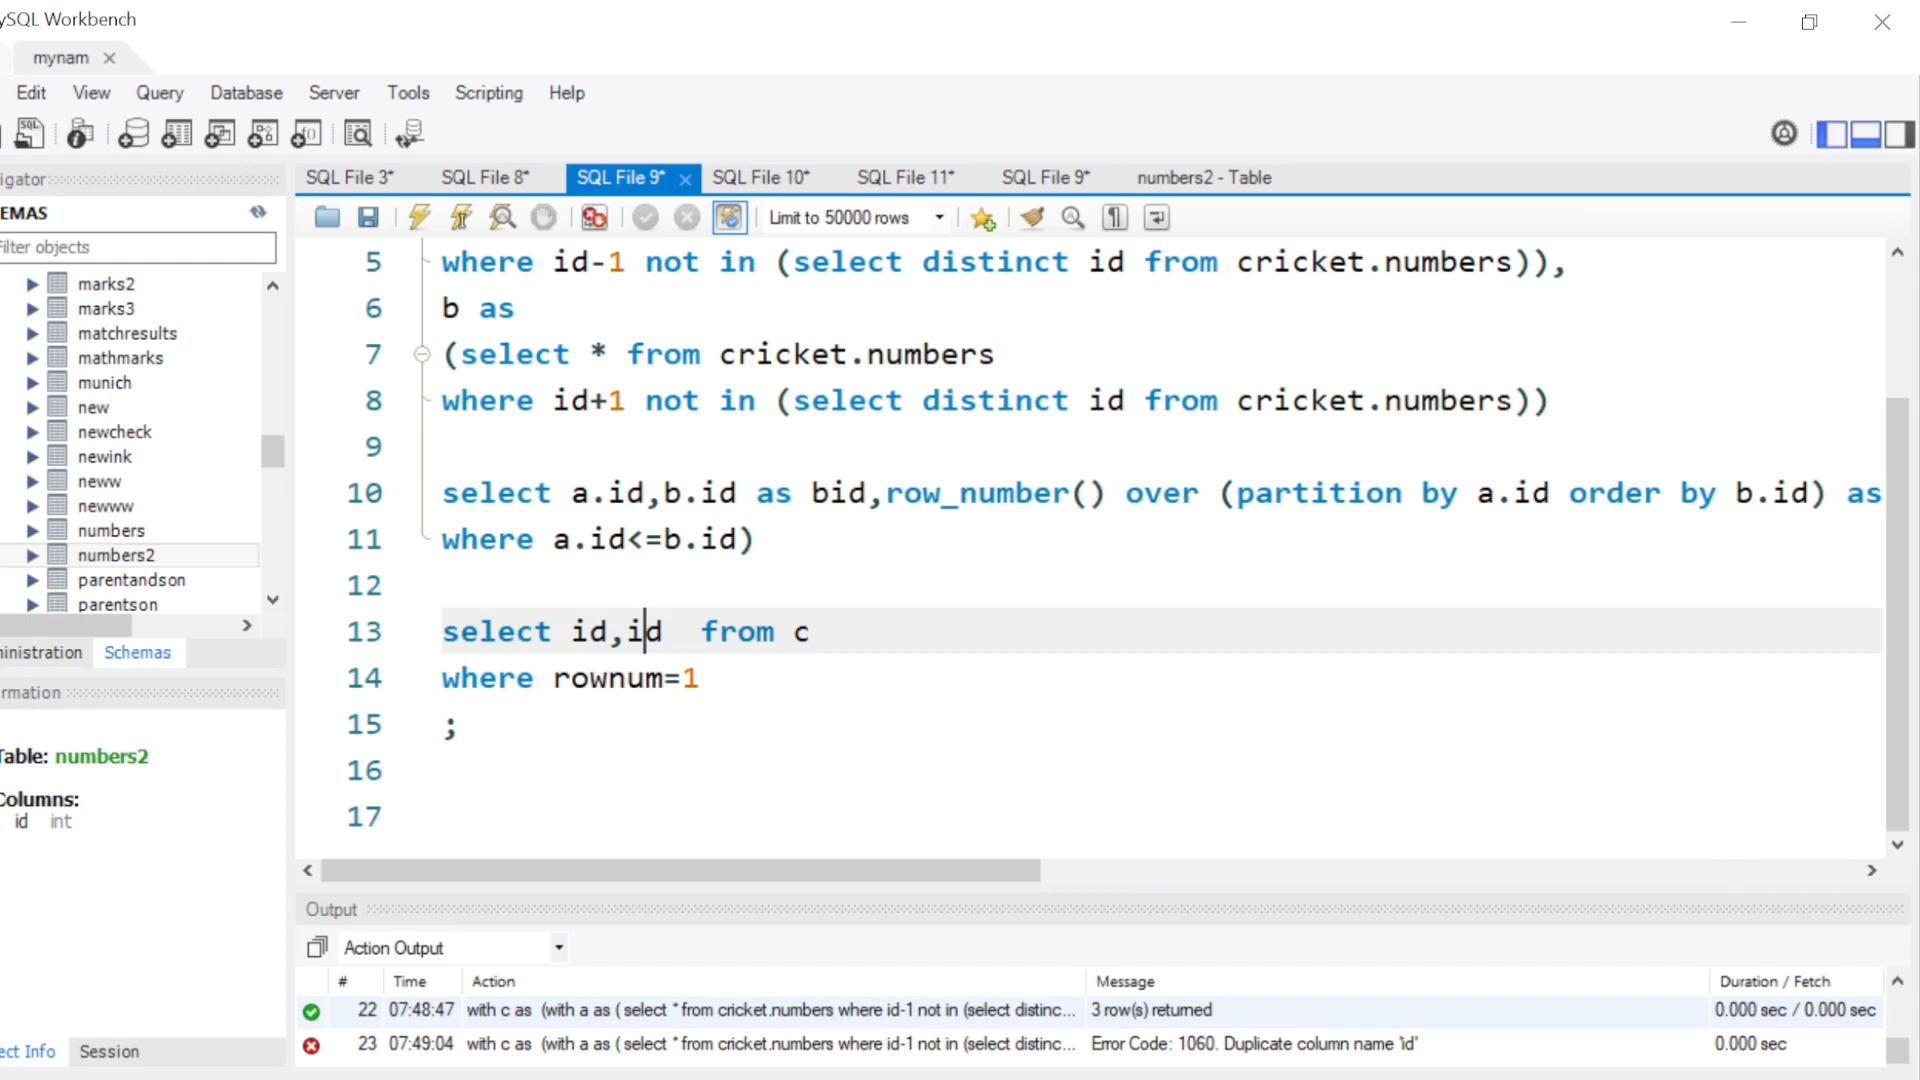 ySQL Workbench
mynam
Edit View Query Database Server Tools Scripting Help
SQL
igator
SQL File 3* SQL File 8* SQL File 9* SQL File 10* SQL File 11* SQL File 9* numbers2 - Table
EMAS
Limit to 50000 rows
Filter objects
marks2
marks3
matchresults
mathmarks
munich
new
newcheck
newink
neww
newww
numbers
numbers2
parentandson
parentson
ninistration Schemas
rmation
Table: numbers2
Columns:
id int
ect Info Session
5 where id-1 not in (select distinct id from cricket.numbers)),
6 b as
7 (select * from cricket.numbers
8 where id+1 not in (select distinct id from cricket.numbers))
9
10 select a.id,b.id as bid,row_number() over (partition by a.id order by b.id) as
11 where a.id<=b.id)
12
13 select id,id  from c
14 where rownum=1
15 ;
16
17
Output
Action Output
# Time Action Message Duration / Fetch
22 07:48:47 with c as (with a as ( select * from cricket.numbers where id-1 not in (select distinc... 3 row(s) returned 0.000 sec / 0.000 sec
23 07:49:04 with c as (with a as ( select * from cricket.numbers where id-1 not in (select distinc... Error Code: 1060. Duplicate column name 'id' 0.000 sec